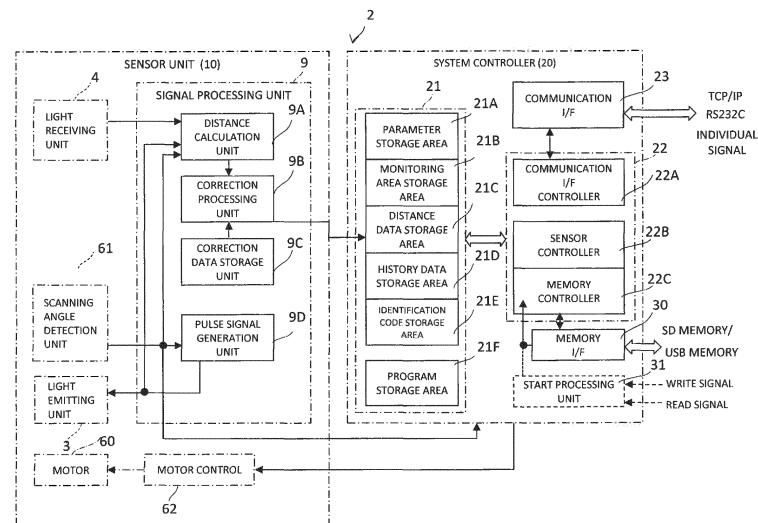 2
SENSOR UNIT (10)
4
LIGHT
RECEIVING
UNIT
61
SCANNING
ANGLE
DETECTION
UNIT
LIGHT
EMITTING
UNIT
3
60
MOTOR
MOTOR CONTROL
62
9
SIGNAL PROCESSING UNIT
9A
DISTANCE
CALCULATION
UNIT
9B
CORRECTION
PROCESSING
UNIT
9C
CORRECTION
DATA STORAGE
UNIT
9D
PULSE SIGNAL
GENERATION
UNIT
SYSTEM CONTROLLER (20)
21
21A
PARAMETER
STORAGE AREA
21B
MONITORING
AREA STORAGE
AREA
21C
DISTANCE
DATA STORAGE
AREA
21D
HISTORY DATA
STORAGE AREA
21E
IDENTIFICATION
CODE STORAGE
AREA
21F
PROGRAM
STORAGE AREA
23
COMMUNICATION
I/F
TCP/IP
RS232C
INDIVIDUAL
SIGNAL
22
COMMUNICATION
I/F
CONTROLLER
22A
SENSOR
CONTROLLER
22B
MEMORY
CONTROLLER
22C
30
MEMORY
I/F
SD MEMORY/
USB MEMORY
31
START PROCESSING
UNIT
WRITE SIGNAL
READ SIGNAL